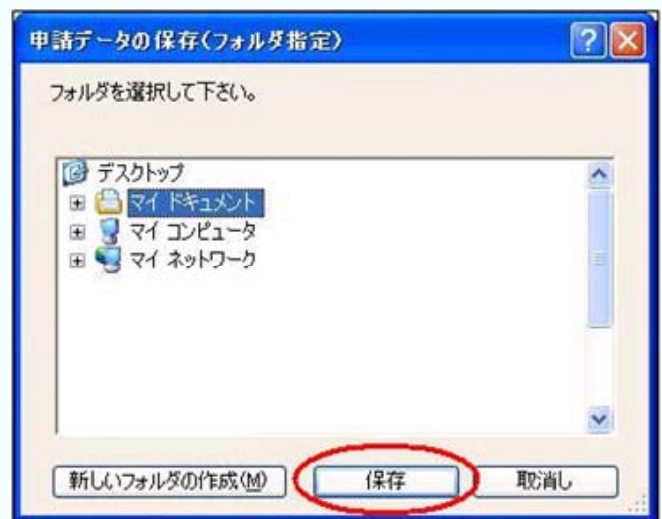 申請データの保存(フォルダ指定)
フォルダを選択して下さい。
デスクトップ
マイ ドキュメント
マイ コンピュータ
マイ ネットワーク
新しいフォルダの作成(M) 保存 取消し